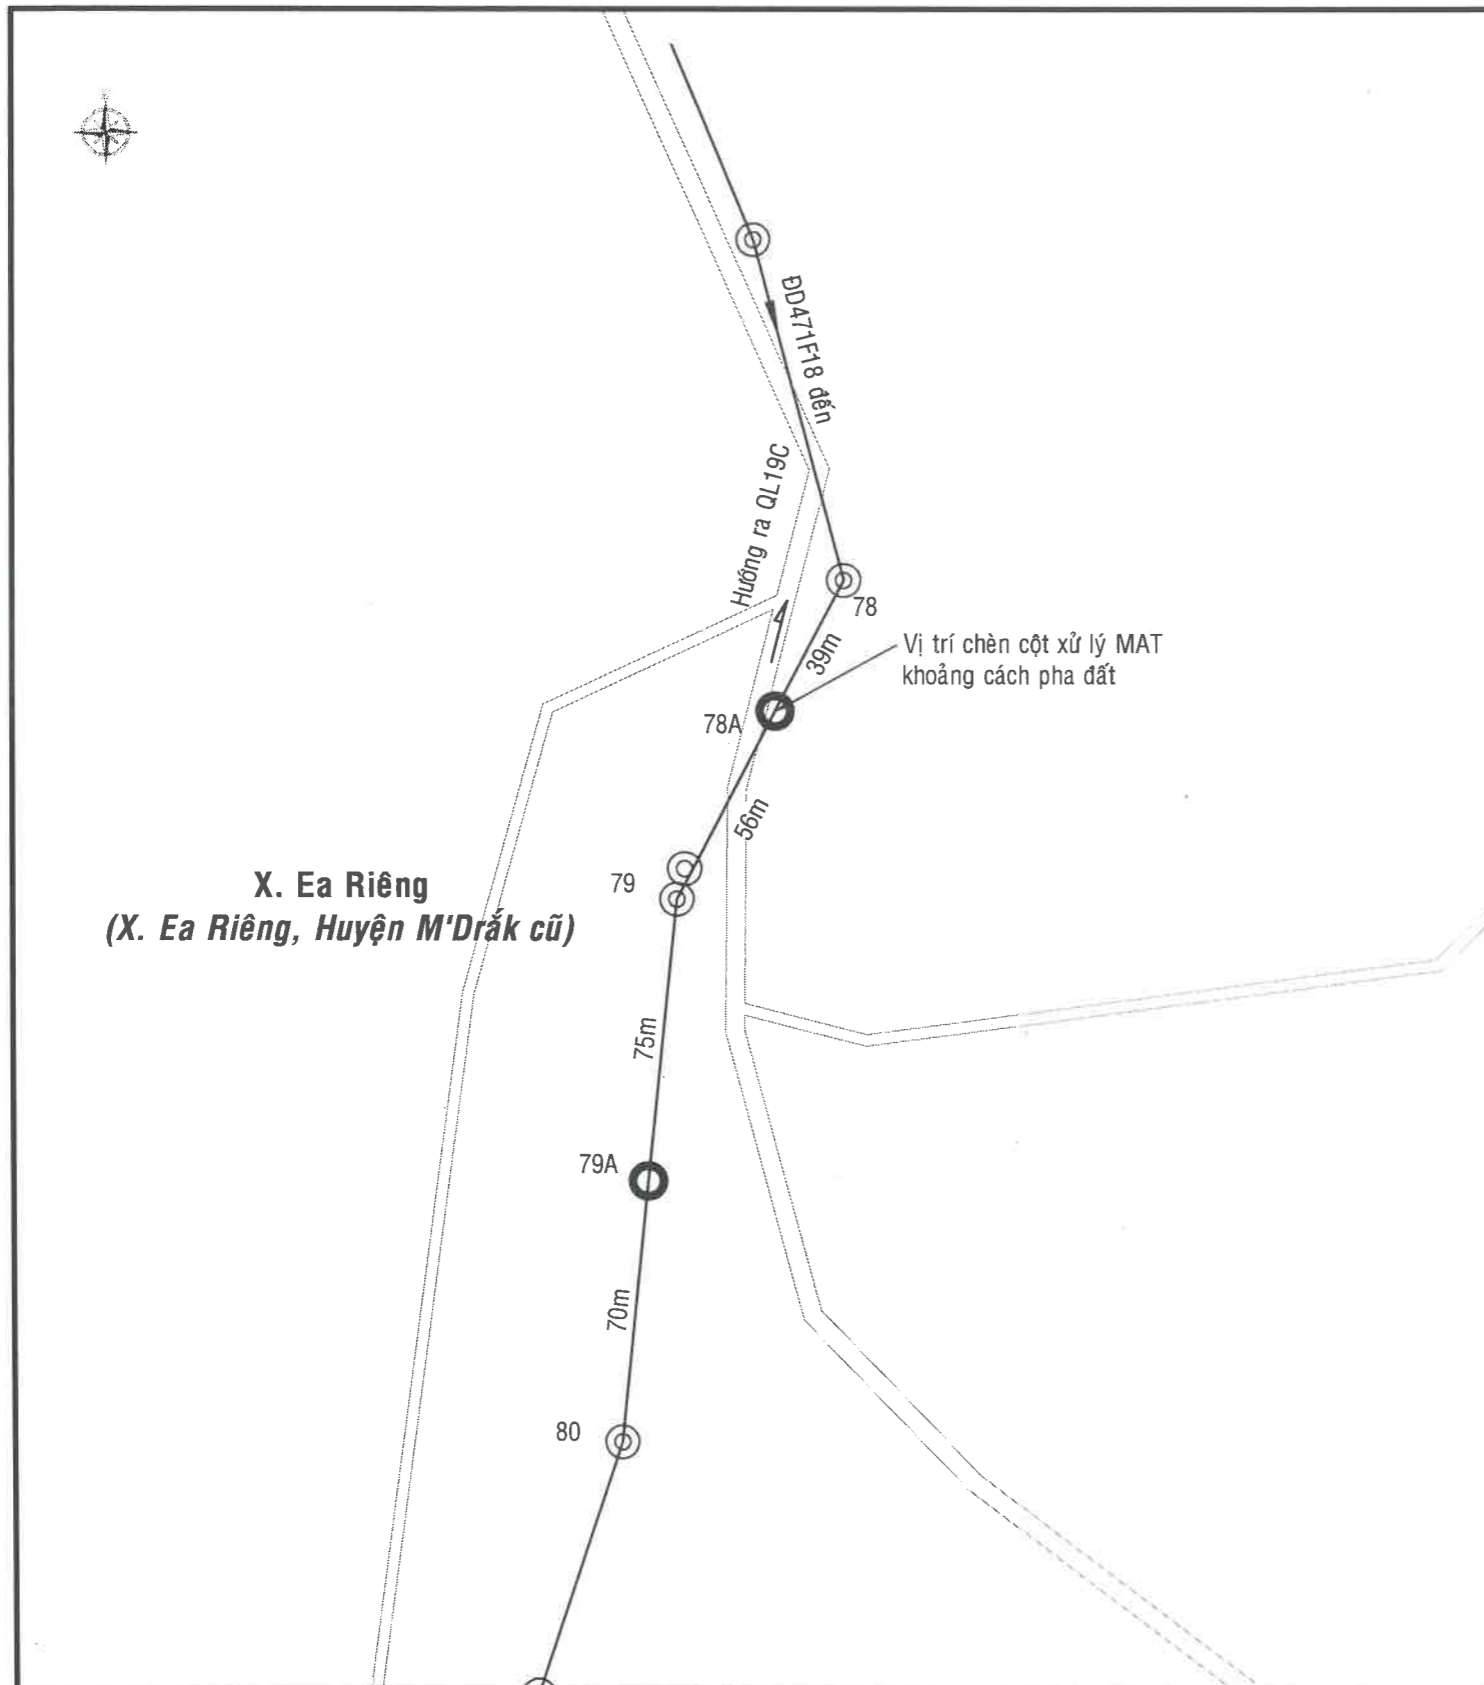 ĐD471F18 đến
Hướng ra QL19C
78
39m
Vị trí chèn cột xử lý MAT
khoảng cách pha đất
78A
56m
79
X. Ea Riêng
(X. Ea Riêng, Huyện M'Drắk cũ)
75m
79A
70m
80